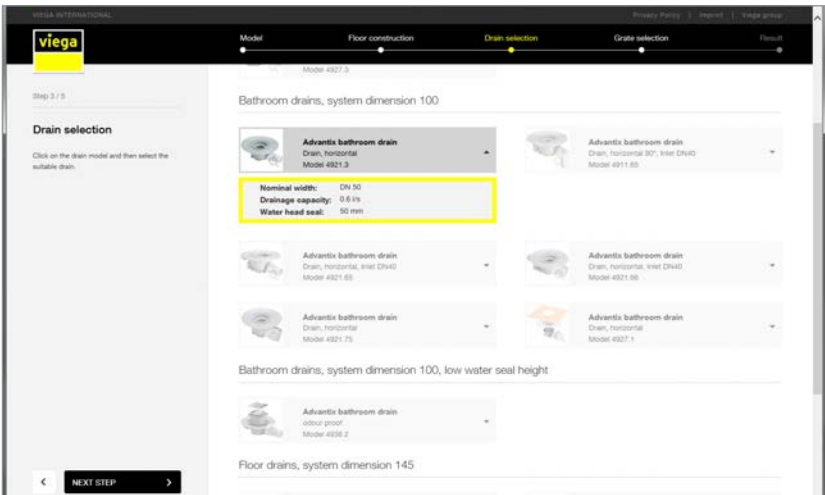 VIEGA INTERNATIONAL
Privacy Policy | Imprint | Viega group
viega
Model
Floor construction
Drain selection
Grate selection
Result
Step 3 / 5
Drain selection
Click on the drain model and then select the
suitable drain.
Model 4927.3
Bathroom drains, system dimension 100
Advantix bathroom drain
Drain, horizontal
Model 4921.3
Advantix bathroom drain
Drain, horizontal 90°, Inlet DN40
Model 4911.65
Nominal width: DN 50
Drainage capacity: 0.6 l/s
Water head seal: 50 mm
Advantix bathroom drain
Drain, horizontal, Inlet DN40
Model 4921.65
Advantix bathroom drain
Drain, horizontal, Inlet DN40
Model 4921.66
Advantix bathroom drain
Drain, horizontal
Model 4921.75
Advantix bathroom drain
Drain, horizontal
Model 4927.1
Bathroom drains, system dimension 100, low water seal height
Advantix bathroom drain
odour proof
Model 4936.2
Floor drains, system dimension 145
NEXT STEP